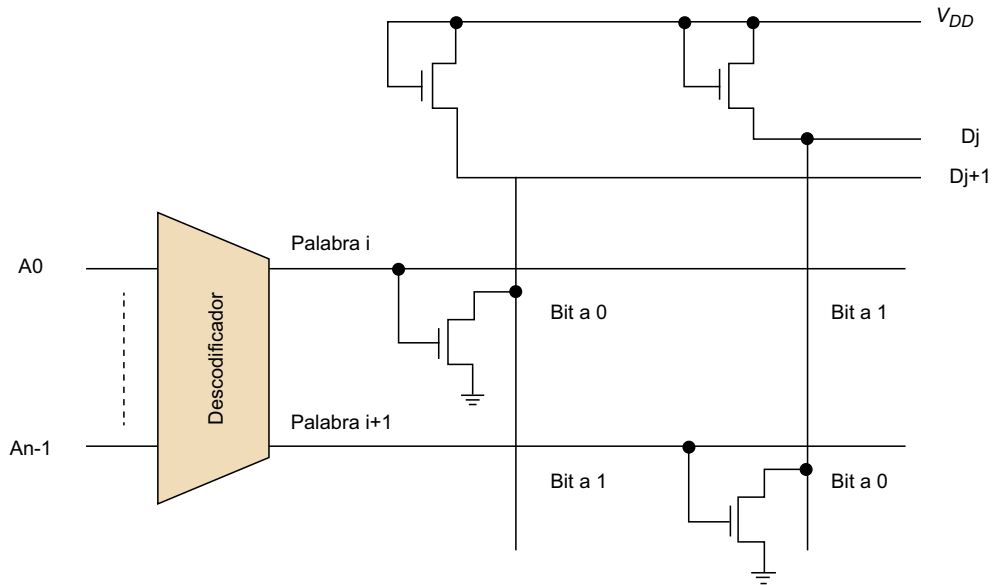 V_DD
Dj
Dj+1
Palabra i
A0
Bit a 0
Bit a 1
Descodificador
Palabra i+1
An-1
Bit a 1
Bit a 0